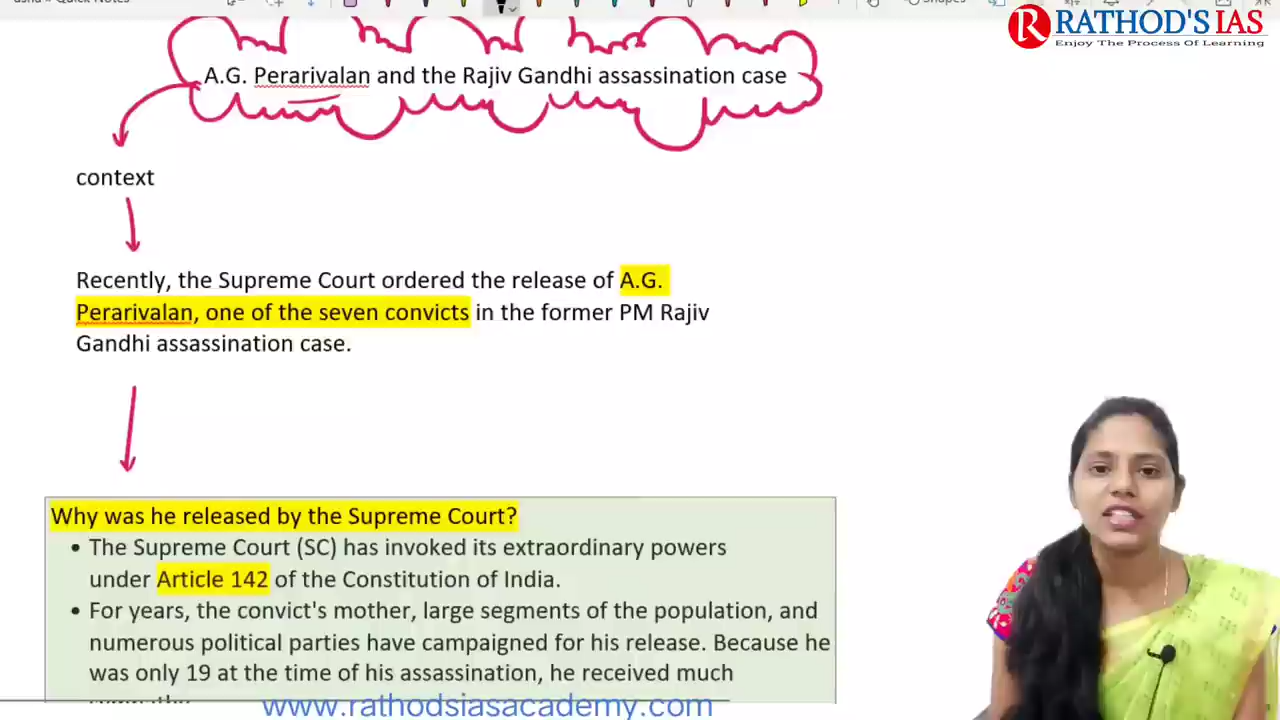 RATHOD'S IAS
Enjoy The Process Of Learning
A.G. Perarivalan and the Rajiv Gandhi assassination case
context
Recently, the Supreme Court ordered the release of A.G.
Perarivalan, one of the seven convicts in the former PM Rajiv
Gandhi assassination case.
Why was he released by the Supreme Court?
• The Supreme Court (SC) has invoked its extraordinary powers
under Article 142 of the Constitution of India.
• For years, the convict's mother, large segments of the population, and
numerous political parties have campaigned for his release. Because he
was only 19 at the time of his assassination, he received much
www.rathodsiasacademy.com